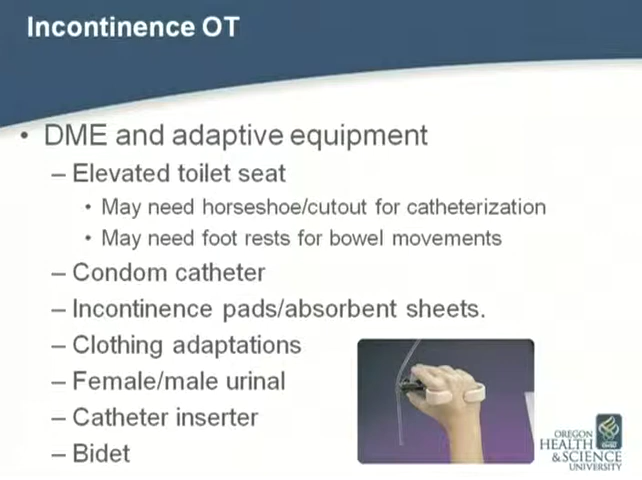 Incontinence OT
• DME and adaptive equipment
– Elevated toilet seat
• May need horseshoe/cutout for catheterization
• May need foot rests for bowel movements
– Condom catheter
– Incontinence pads/absorbent sheets.
– Clothing adaptations
– Female/male urinal
– Catheter inserter
– Bidet
OREGON
HEALTH
&SCIENCE
UNIVERSITY